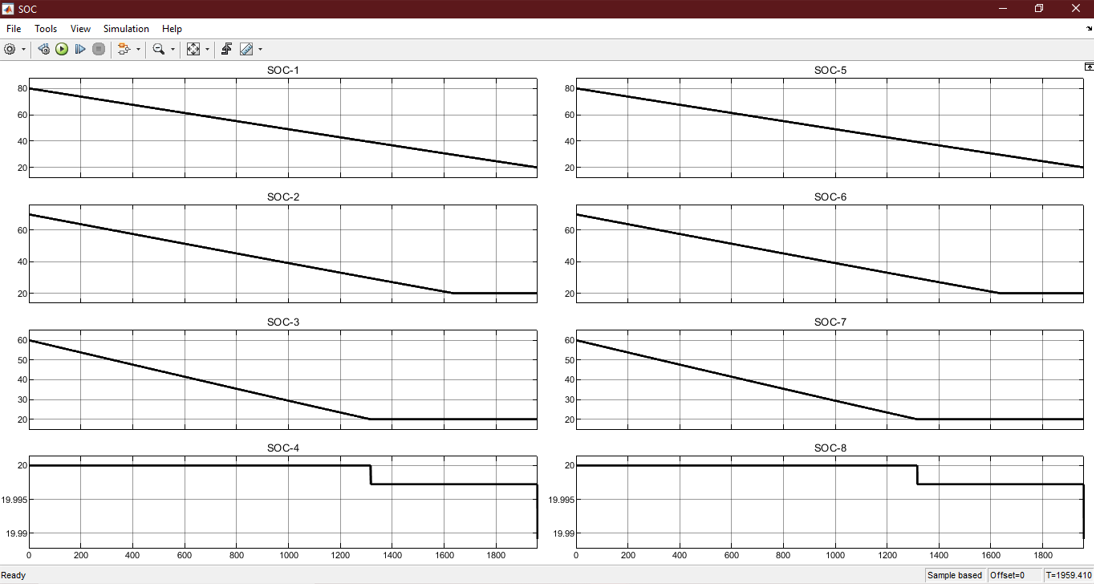 SOC
File Tools View Simulation Help
SOC-1
80
60
40
20
SOC-2
60
40
20
SOC-3
60
50
40
30
20
SOC-4
20
19.995
19.99
0 200 400 600 800 1000 1200 1400 1600 1800
SOC-5
80
60
40
20
SOC-6
60
40
20
SOC-7
60
50
40
30
20
SOC-8
20
19.995
19.99
0 200 400 600 800 1000 1200 1400 1600 1800
Ready Sample based Offset=0 T=1959.410